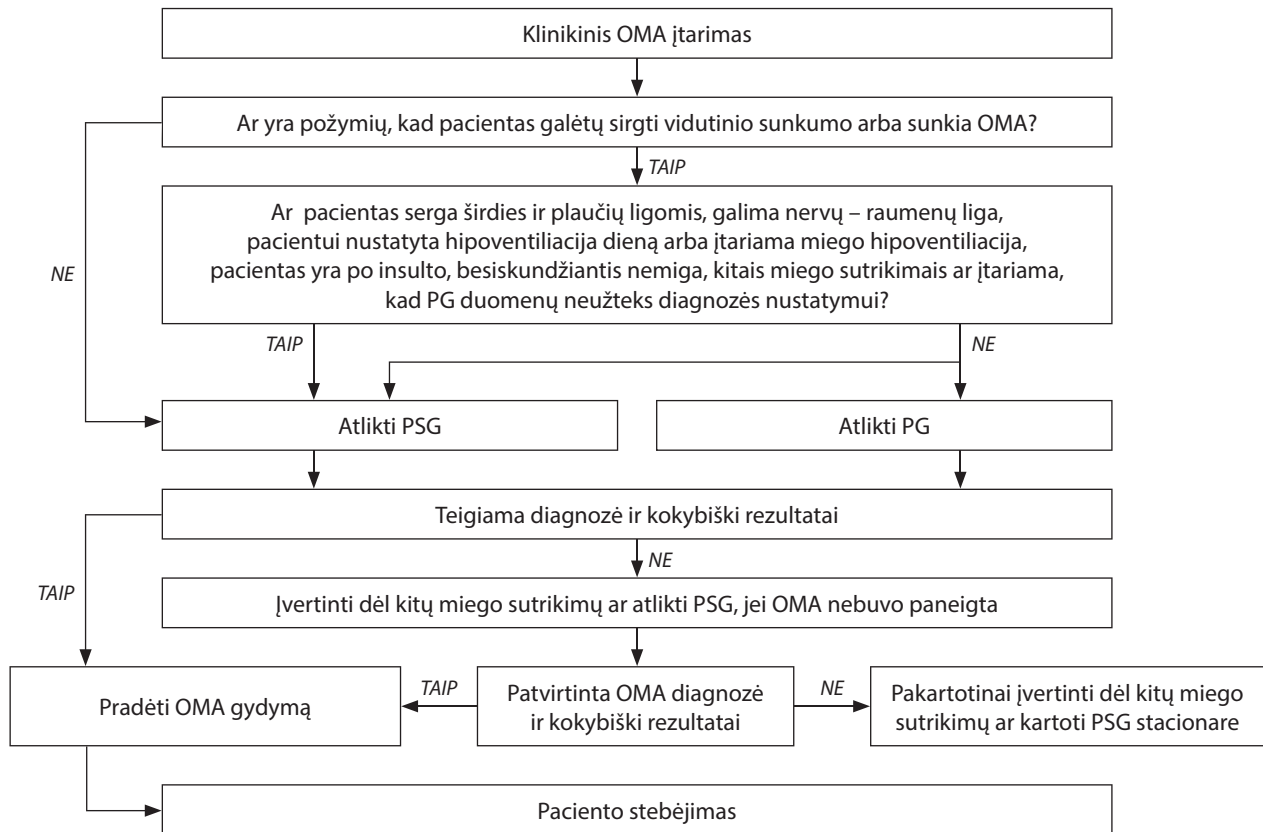 Klinikinis OMA įtarimas
Ar yra požymių, kad pacientas galėtų sirgti vidutinio sunkumo arba sunkia OMA?
TAIP
NE
Ar pacientas serga širdies ir plaučių ligomis, galima nervų – raumenų liga,
pacientui nustatyta hipoventiliacija dieną arba įtariama miego hipoventiliacija,
pacientas yra po insulto, besiskundžiantis nemiga, kitais miego sutrikimais ar įtariama,
kad PG duomenų neužteks diagnozės nustatymui?
TAIP
NE
Atlikti PSG
Atlikti PG
Teigiama diagnozė ir kokybiški rezultatai
TAIP
NE
Įvertinti dėl kitų miego sutrikimų ar atlikti PSG, jei OMA nebuvo paneigta
Pradėti OMA gydymą
TAIP
Patvirtinta OMA diagnozė
ir kokybiški rezultatai
NE
Pakartotinai įvertinti dėl kitų miego
sutrikimų ar kartoti PSG stacionare
Paciento stebėjimas